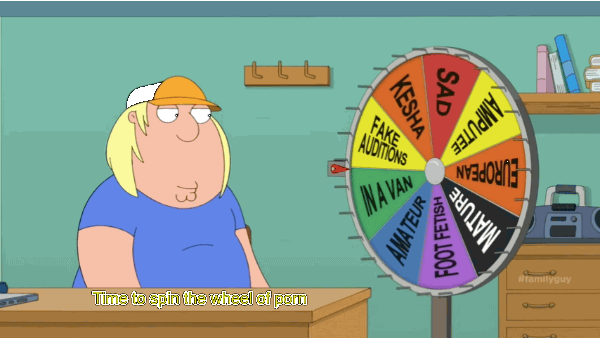 SAD
AMPUTEE
EUROPEAN
MATURE
FOOT FETISH
AMATEUR
IN A VAN
FAKE
AUDITIONS
KESHA
#familyguy
Time to spin the wheel of porn